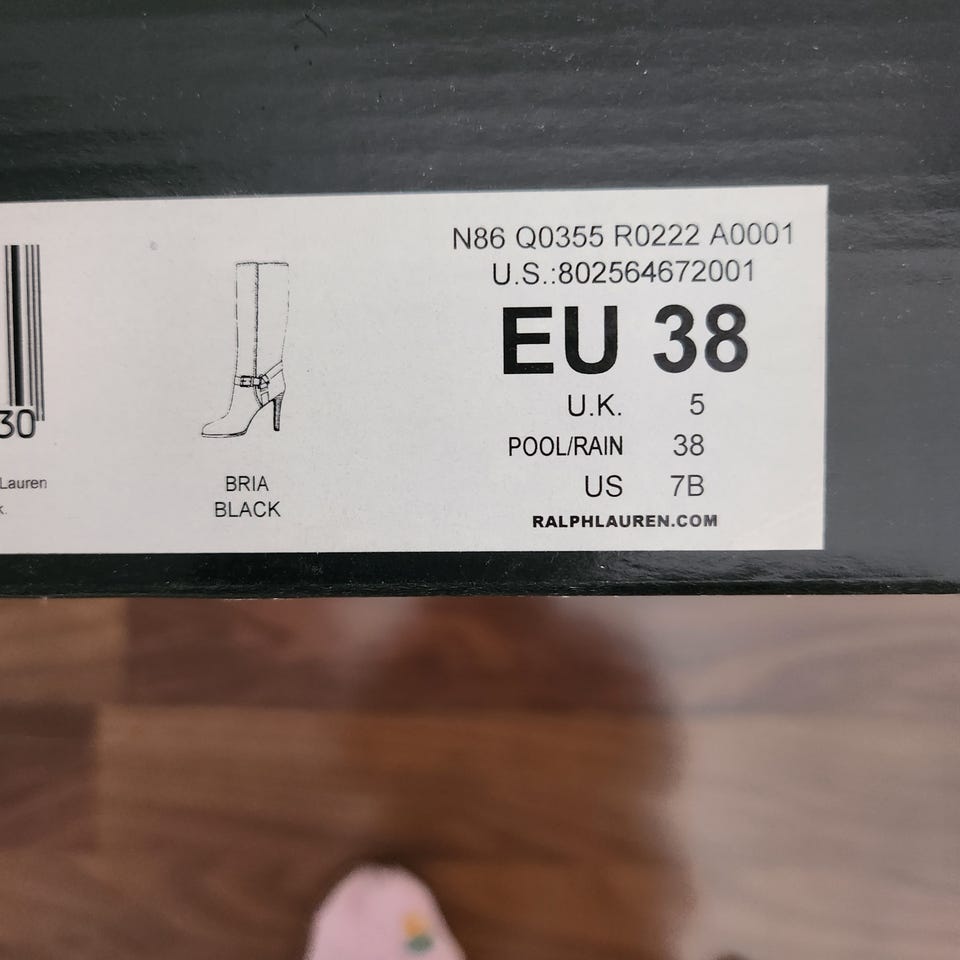 N86 Q0355 R0222 A0001
U.S.:802564672001
EU 38
U.K. 5
POOL/RAIN 38
US 7B
RALPHLAUREN.COM
BRIA
BLACK
30
Lauren
k.